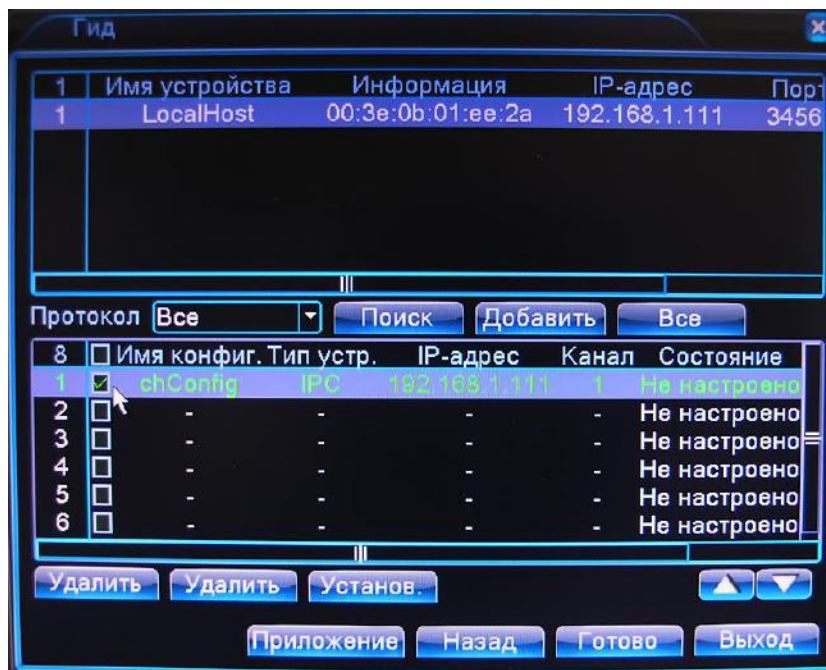 Гид
1 Имя устройства Информация IP-адрес Порт
1 LocalHost 00:3e:0b:01:ee:2a 192.168.1.111 3456
Протокол Все Поиск Добавить Все
8 Имя конфиг. Тип устр. IP-адрес Канал Состояние
1 chConfig IPC 192.168.1.111 1 Не настроено
2 - - - - Не настроено
3 - - - - Не настроено
4 - - - - Не настроено
5 - - - - Не настроено
6 - - - - Не настроено
Удалить Удалить Установ.
Приложение Назад Готово Выход